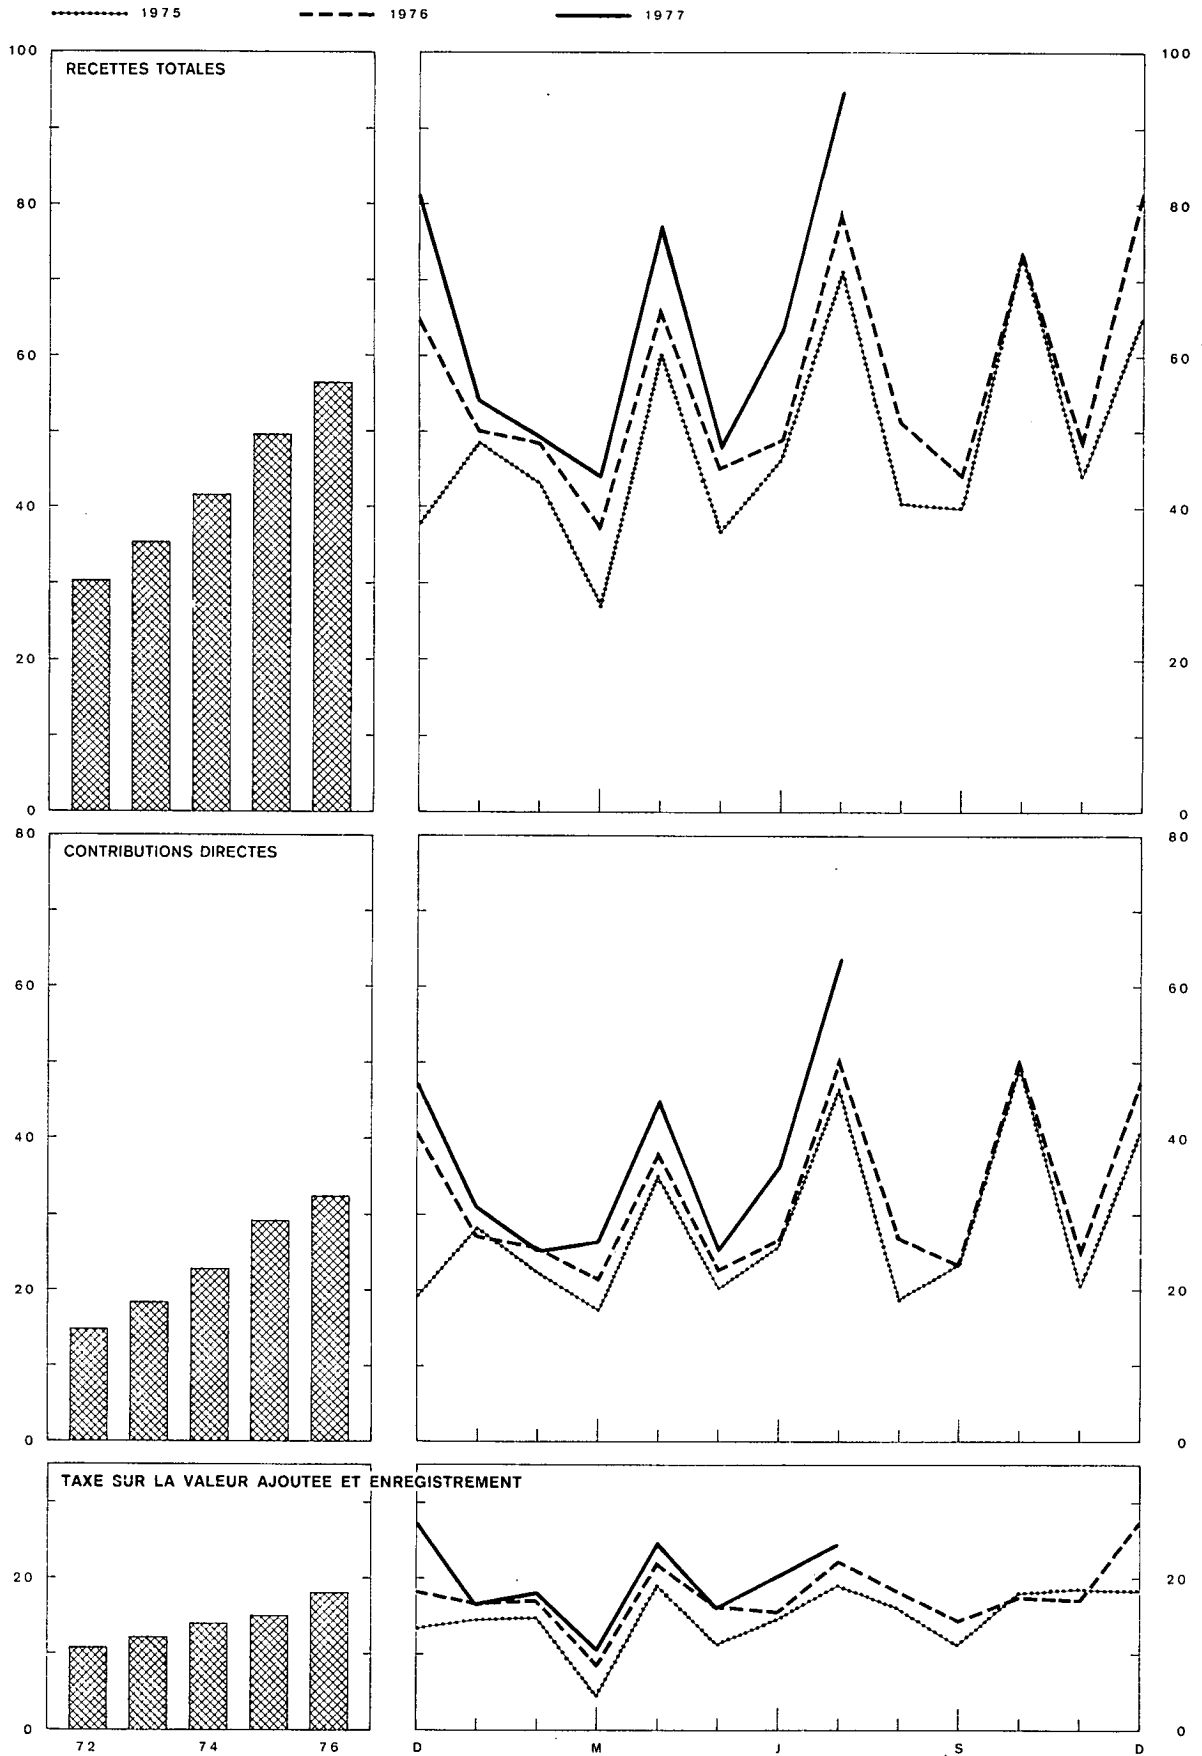 1975 1976 1977
RECETTES TOTALES
100 100
80 80
60 60
40 40
20 20
0 0
CONTRIBUTIONS DIRECTES
80 80
60 60
40 40
20 20
0 0
TAXE SUR LA VALEUR AJOUTEE ET ENREGISTREMENT
20 20
0 0
72 74 76 D M J S D